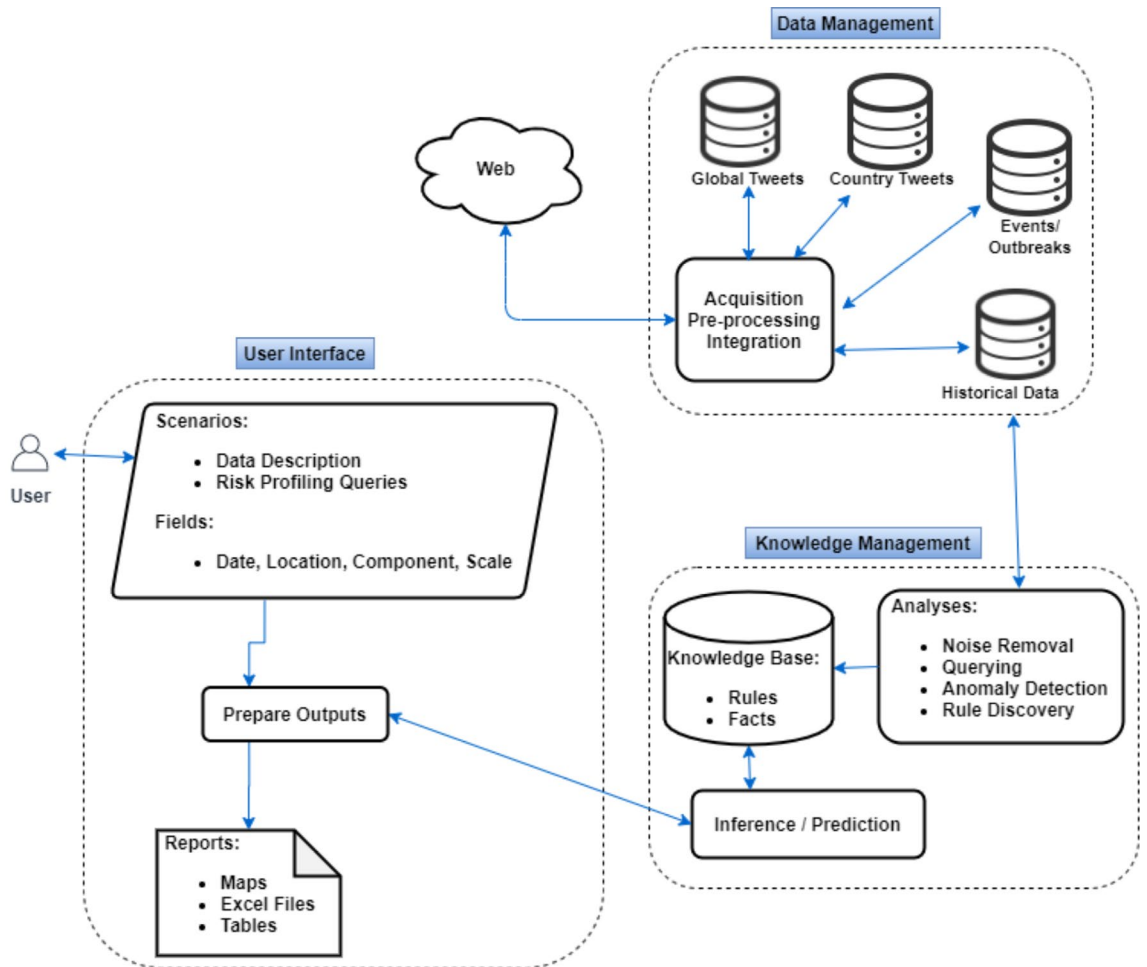 Data Management
Global Tweets
Country Tweets
Events/
Outbreaks
Web
Acquisition
Pre-processing
Integration
Historical Data
User Interface
Scenarios:
• Data Description
• Risk Profiling Queries
Fields:
• Date, Location, Component, Scale
User
Prepare Outputs
Reports:
• Maps
• Excel Files
• Tables
Knowledge Management
Knowledge Base:
• Rules
• Facts
Analyses:
• Noise Removal
• Querying
• Anomaly Detection
• Rule Discovery
Inference / Prediction